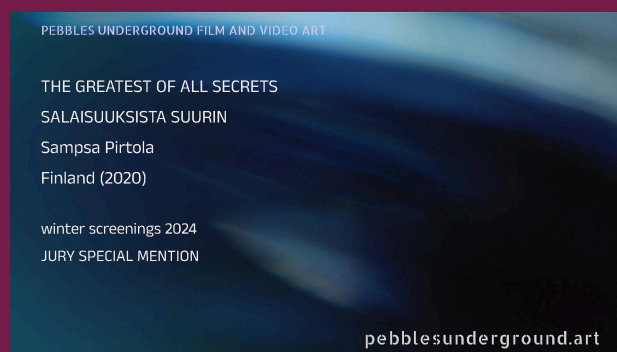 PEBBLES UNDERGROUND FILM AND VIDEO ART
THE GREATEST OF ALL SECRETS
SALAISUUKSISTA SUURIN
Sampsa Pirtola
Finland (2020)
winter screenings 2024
JURY SPECIAL MENTION
pebblesunderground.art